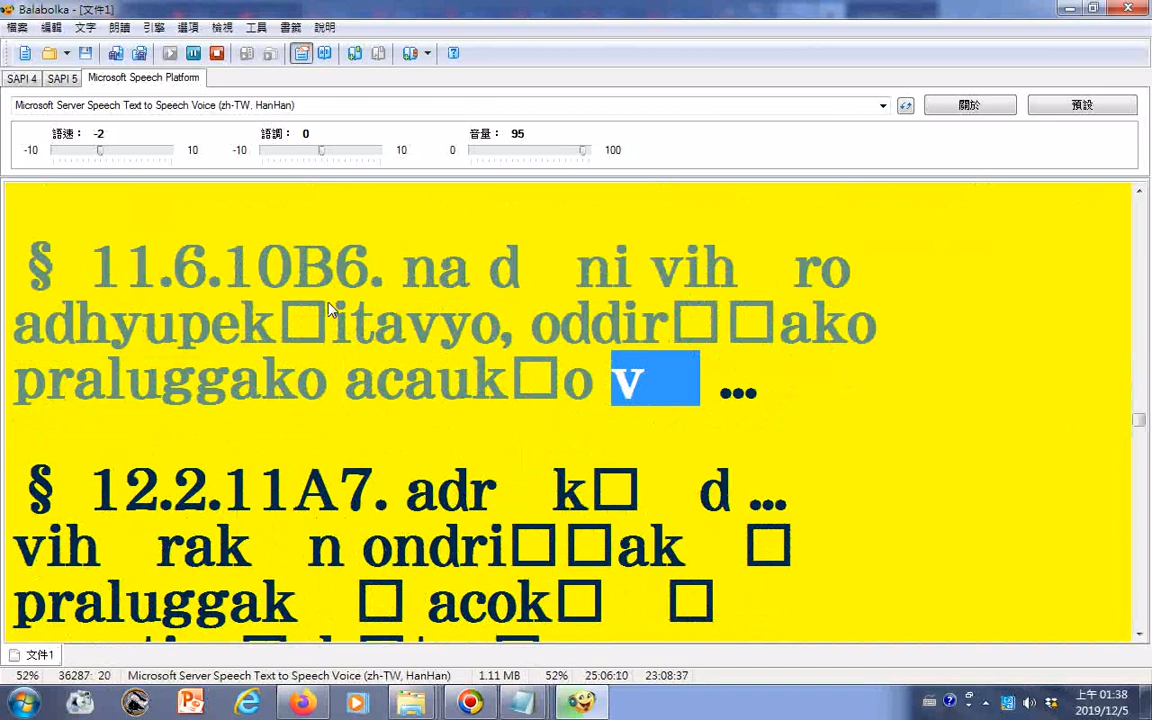 Balabolka - [文件1]
檔案 編輯 文字 朗讀 引擎 選項 檢視 工具 書籤 說明
SAPI 4 SAPI 5 Microsoft Speech Platform
Microsoft Server Speech Text to Speech Voice (zh-TW, HanHan) 關於 預設
語速： -2 語調： 0 音量： 95
-10 10 -10 10 0 100
§ 11.6.10B6. na d ni vih ro
adhyupek□itavyo, oddir□□ako
praluggako acauk□o v ...
§ 12.2.11A7. adr k□ d ...
vih rak n ondri□□ak □
praluggak □ acok□ □
文件1
52% 36287: 20 Microsoft Server Speech Text to Speech Voice (zh-TW, HanHan) 1.11 MB 52% 25:06:10 23:08:37
上午 01:38
2019/12/5